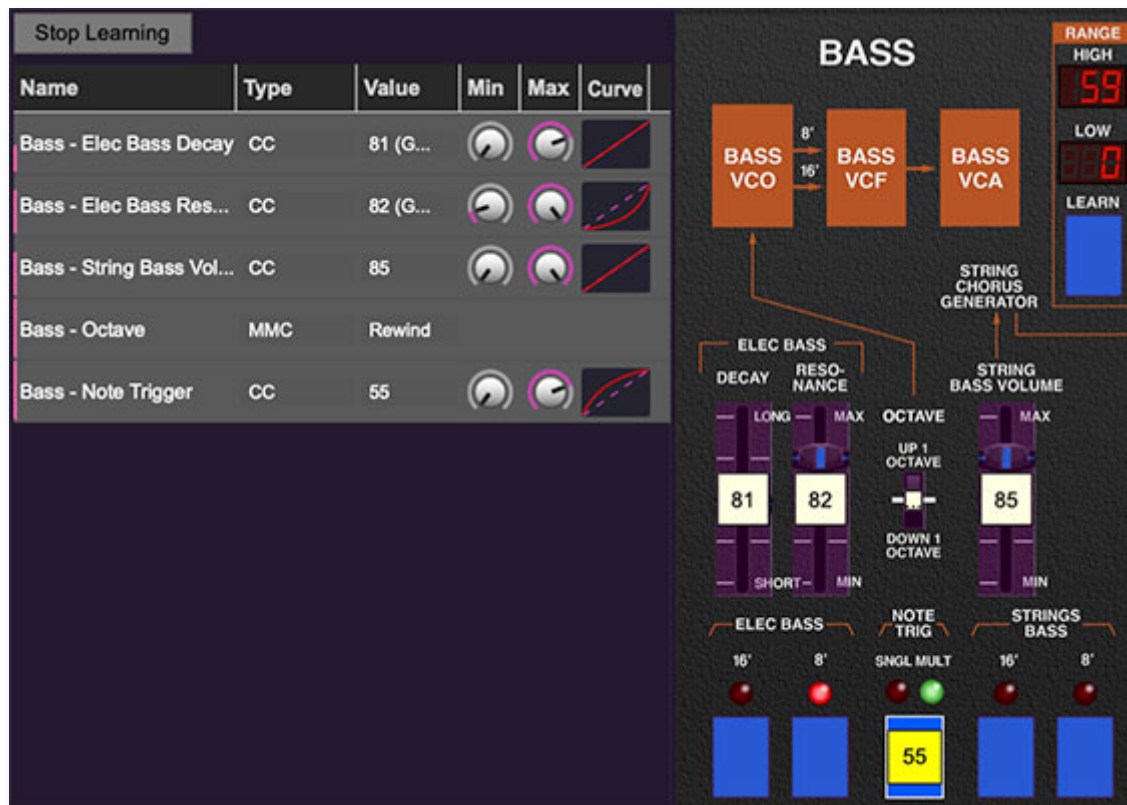 Stop Learning
Name Type Value Min Max Curve
Bass - Elec Bass Decay CC 81 (G...
Bass - Elec Bass Res... CC 82 (G...
Bass - String Bass Vol... CC 85
Bass - Octave MMC Rewind
Bass - Note Trigger CC 55
BASS
RANGE
HIGH
59
LOW
0
LEARN
BASS VCO
8'
16'
BASS VCF
BASS VCA
STRING
CHORUS
GENERATOR
ELEC BASS
DECAY
RESO-
NANCE
STRING
BASS VOLUME
LONG
MAX
OCTAVE
MAX
UP 1
OCTAVE
81
82
...
85
DOWN 1
OCTAVE
SHORT
MIN
MIN
ELEC BASS
NOTE
TRIG
STRINGS
BASS
16' 8' SNGL MULT 16' 8'
55